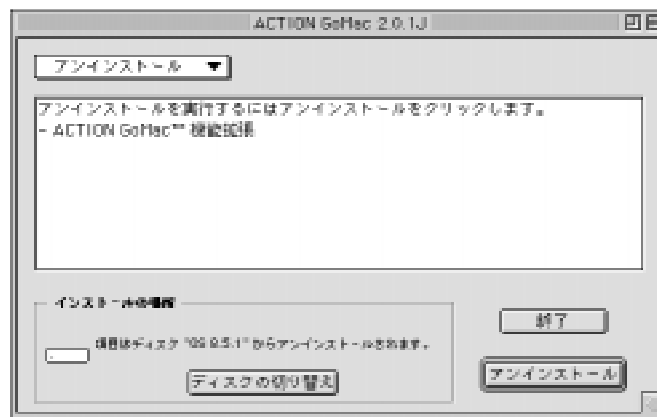 ACTION GoMac 2.0.1J
アンインストール
アンインストールを実行するにはアンインストールをクリックします。
- ACTION GoMac™ 機能拡張
インストールの場所
項目はディスク "OS 8.5.1" からアンインストールされます。
ディスクの切り替え
終了
アンインストール